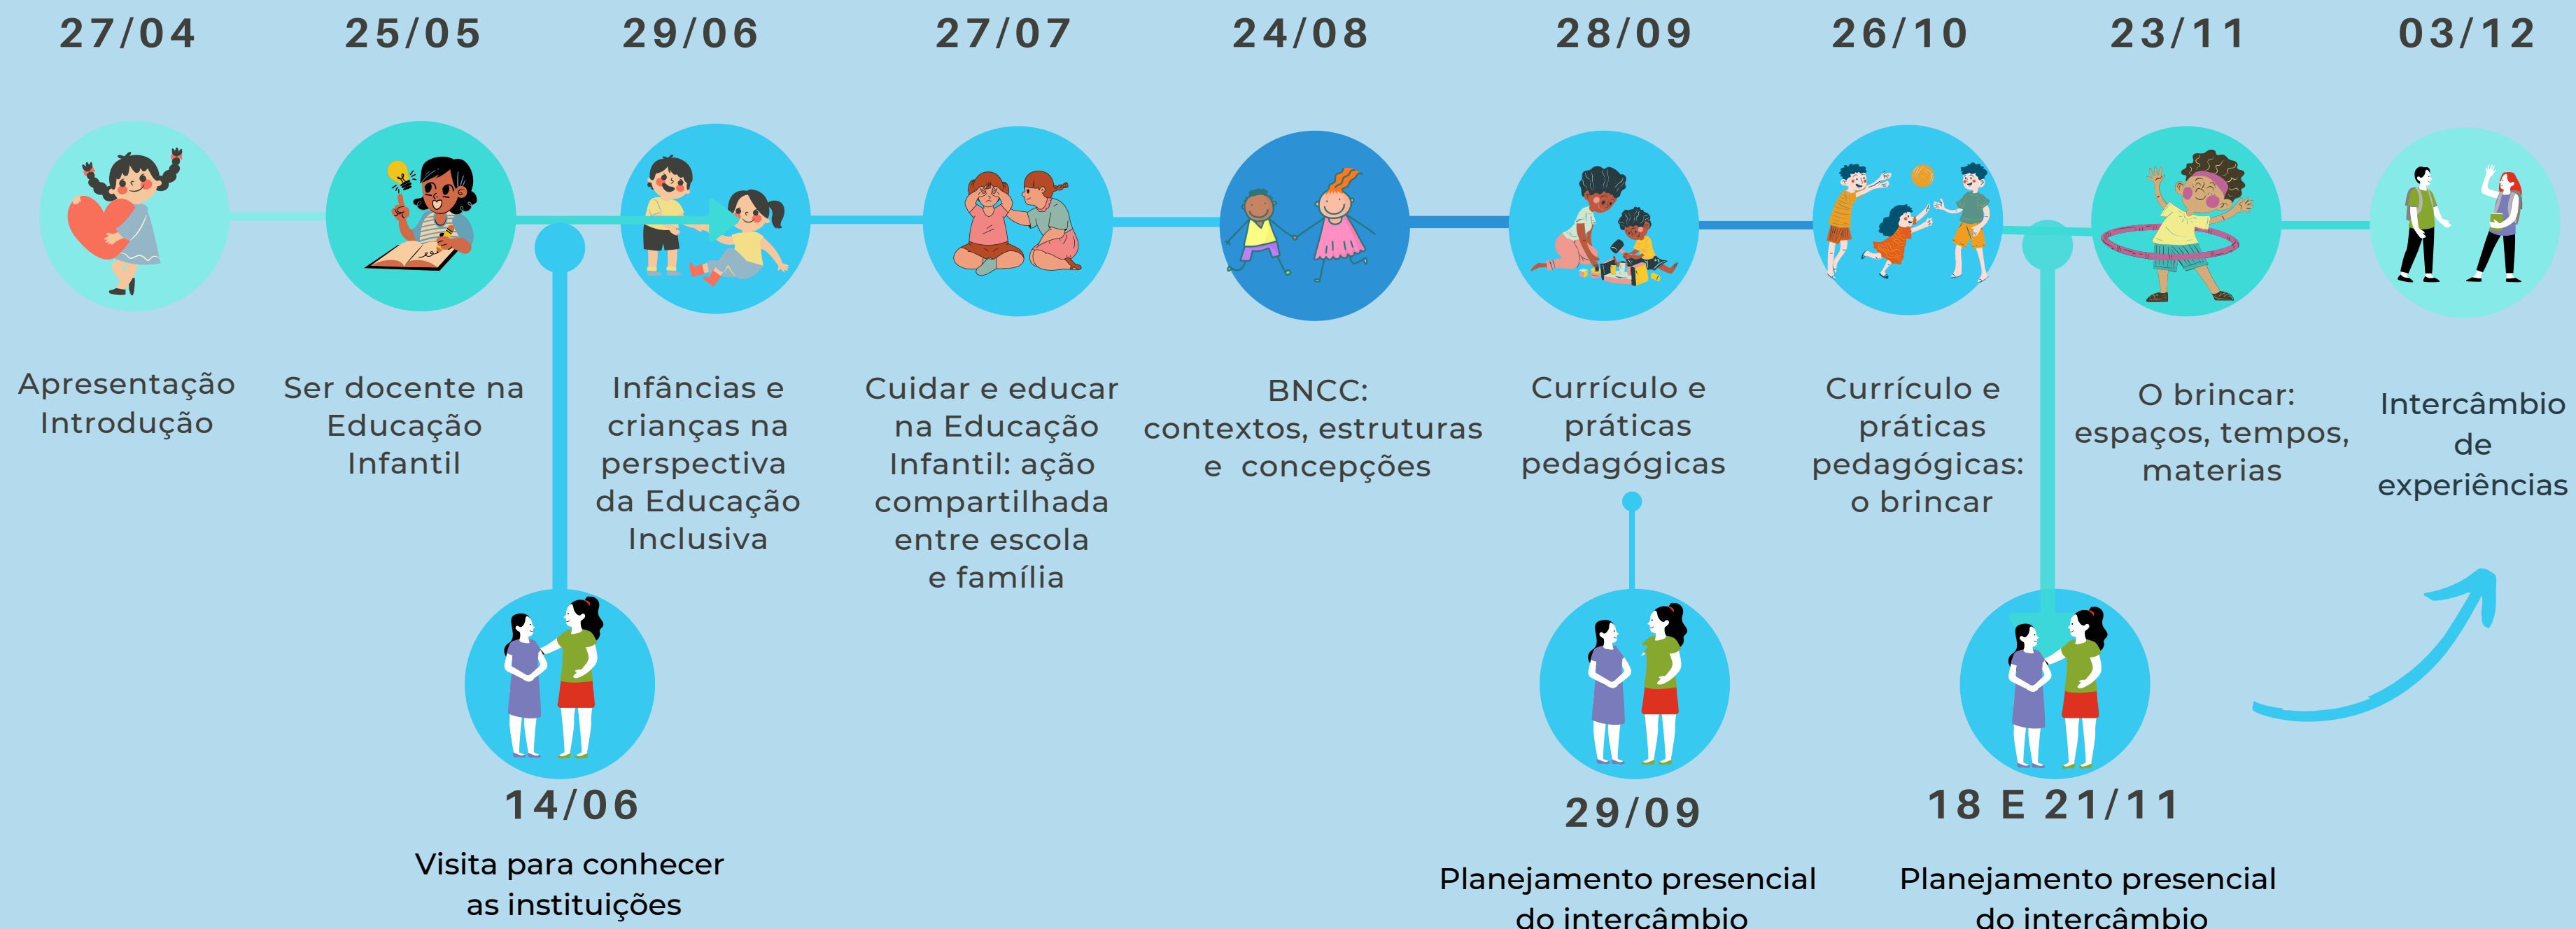 27/04
25/05
29/06
27/07
24/08
28/09
26/10
23/11
03/12
Apresentação
Introdução
Ser docente na
Educação
Infantil
Infâncias e
crianças na
perspectiva
da Educação
Inclusiva
Cuidar e educar
na Educação
Infantil: ação
compartilhada
entre escola
e família
BNCC:
contextos, estruturas
e concepções
Currículo e
práticas
pedagógicas
Currículo e
práticas
pedagógicas:
o brincar
O brincar:
espaços, tempos,
materias
Intercâmbio
de
experiências
14/06
Visita para conhecer
as instituições
29/09
Planejamento presencial
do intercâmbio
18 E 21/11
Planejamento presencial
do intercâmbio